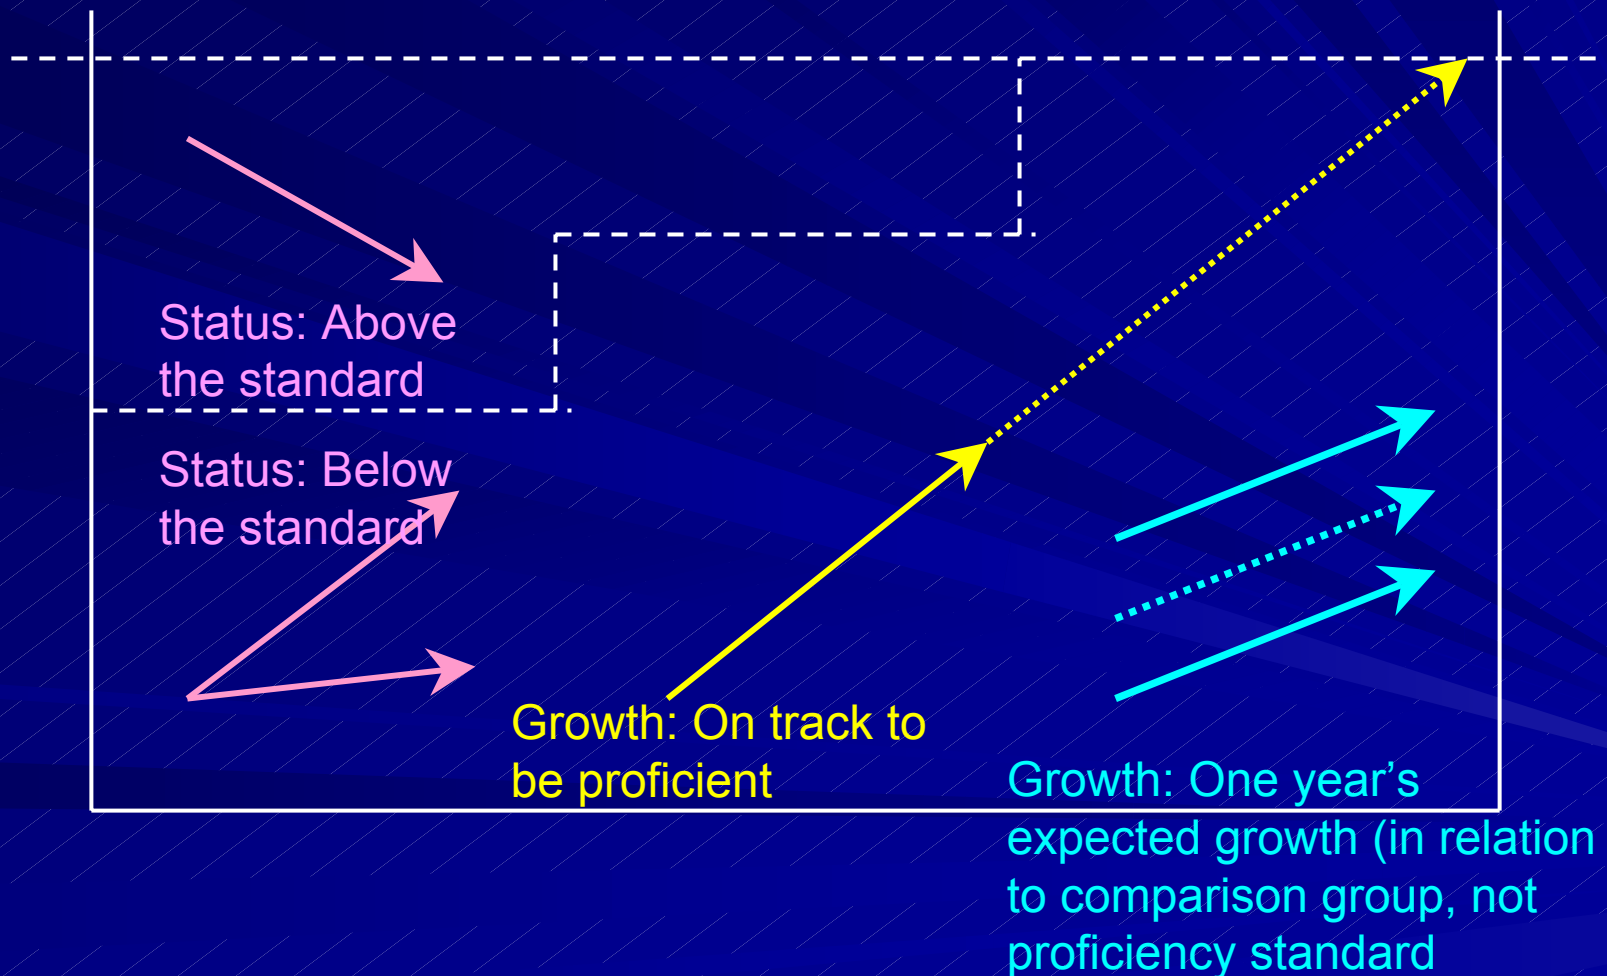 Status: Above
the standard
Status: Below
the standard
Growth: On track to
be proficient
Growth: One year’s
expected growth (in relation
to comparison group, not
proficiency standard